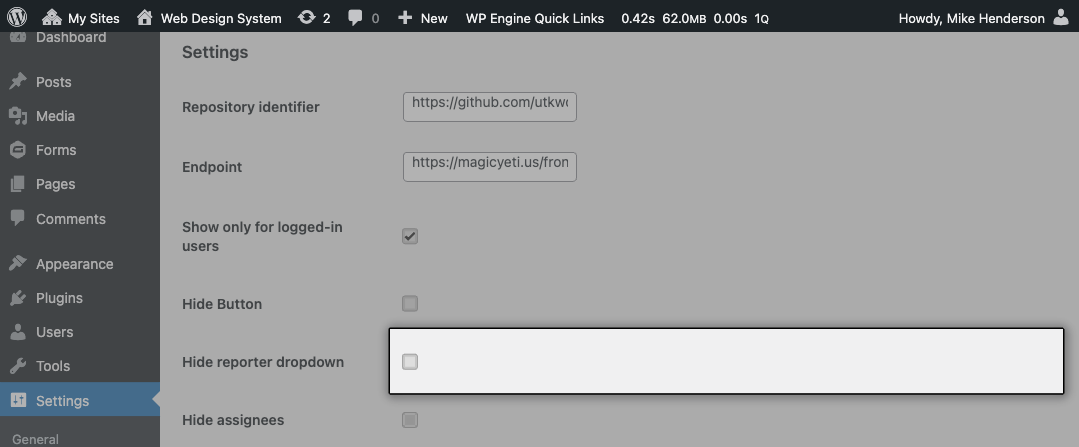 My Sites Web Design System 2 0 New WP Engine Quick Links 0.42s 62.0MB 0.00s 1Q Howdy, Mike Henderson
Dashboard
Posts
Media
Forms
Pages
Comments
Appearance
Plugins
Users
Tools
Settings
General
Settings
Repository identifier
https://github.com/utkwd
Endpoint
https://magicyeti.us/fron
Show only for logged-in
users
Hide Button
Hide reporter dropdown
Hide assignees